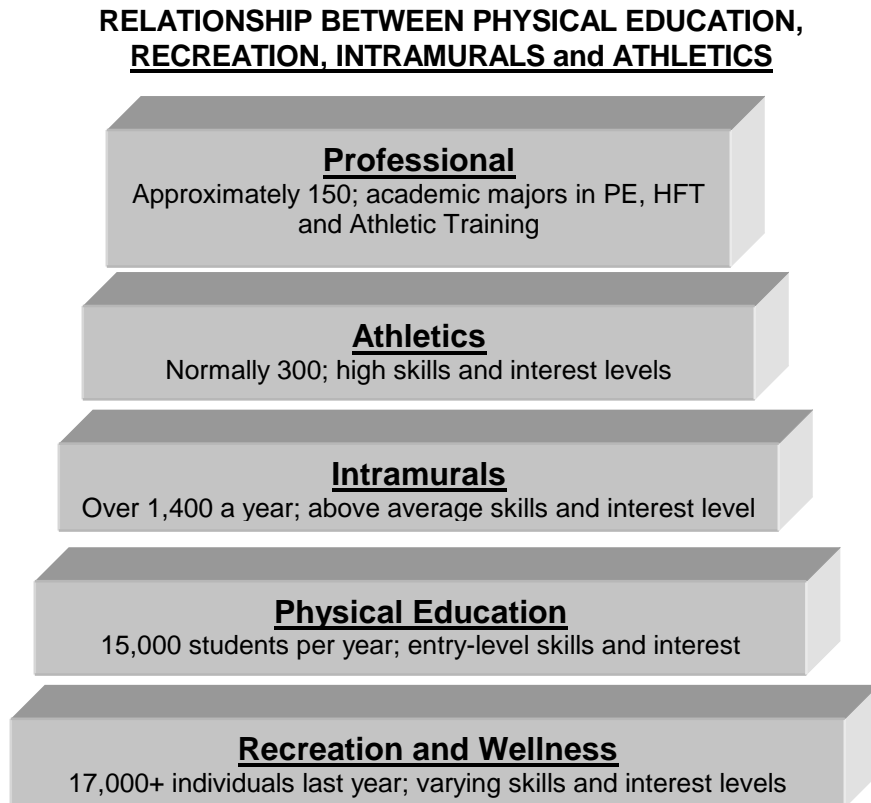 RELATIONSHIP BETWEEN PHYSICAL EDUCATION,
RECREATION, INTRAMURALS and ATHLETICS
Professional
Approximately 150; academic majors in PE, HFT
and Athletic Training
Athletics
Normally 300; high skills and interest levels
Intramurals
Over 1,400 a year; above average skills and interest level
Physical Education
15,000 students per year; entry-level skills and interest
Recreation and Wellness
17,000+ individuals last year; varying skills and interest levels